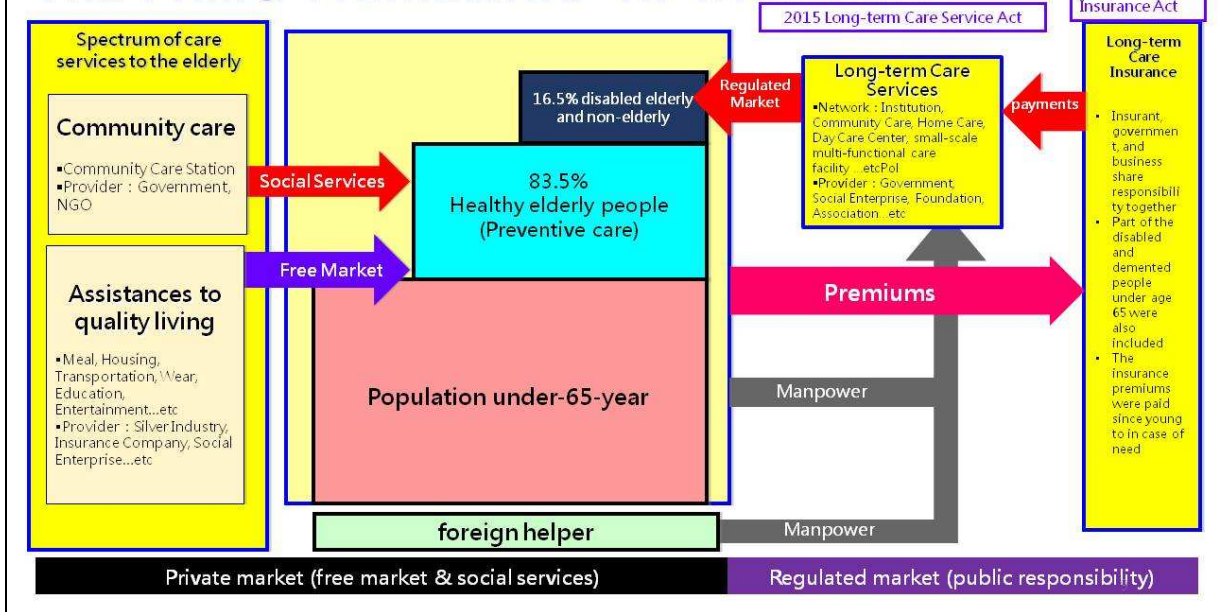 2015 Long-term Care Service Act
Insurance Act
Spectrum of care
services to the elderly
Community care
▪Community Care Station
▪Provider：Government,
NGO
Assistances to
quality living
▪Meal, Housing,
Transportation, Wear,
Education,
Entertainment...etc
▪Provider：Silver Industry,
Insurance Company, Social
Enterprise...etc
Social Services
Free Market
16.5% disabled elderly
and non-elderly
83.5%
Healthy elderly people
(Preventive care)
Population under-65-year
foreign helper
Regulated
Market
Long-term Care
Services
▪Network：Institution,
Community Care, Home Care,
Day Care Center, small-scale
multi-functional care
facility ...etcPol
▪Provider：Government,
Social Enterprise, Foundation,
Association...etc
payments
Premiums
Manpower
Manpower
Long-term
Care
Insurance
• Insurant,
governmen
t, and
business
share
responsibili
ty together
• Part of the
disabled
and
demented
people
under age
65 were
also
included
• The
insurance
premiums
were paid
since young
to in case of
need
Private market (free market & social services)
Regulated market (public responsibility)